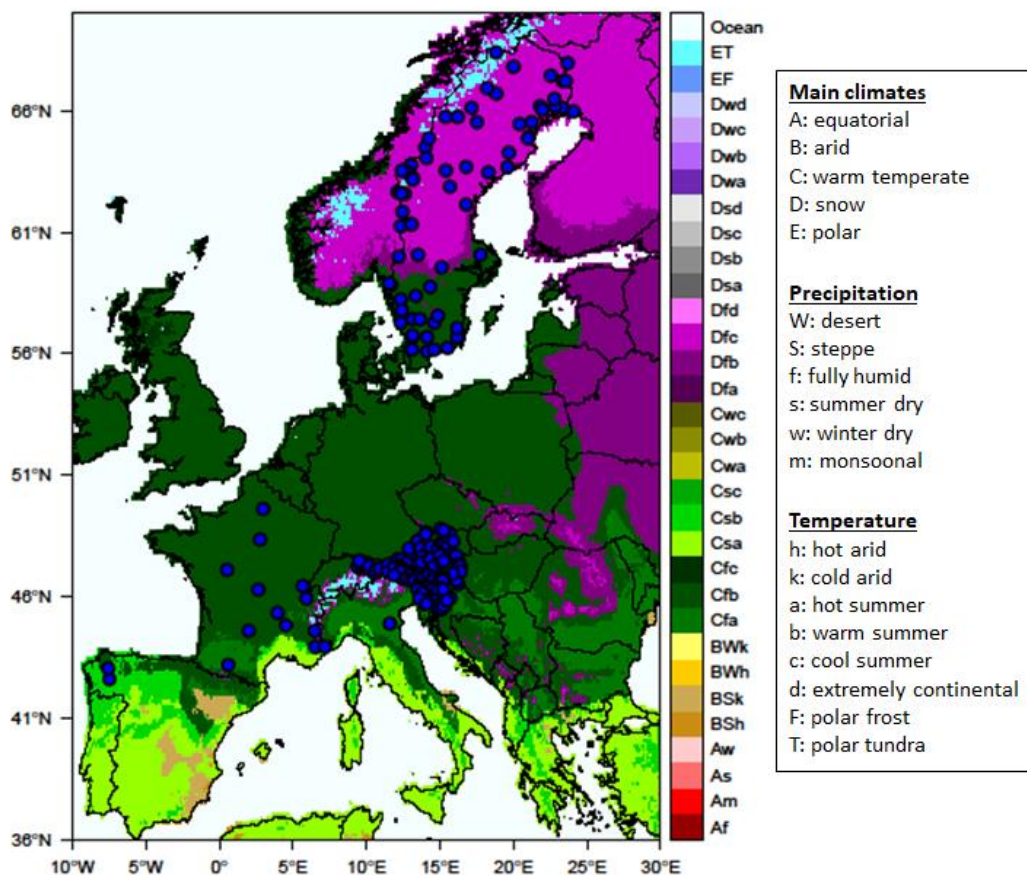 66°N
61°N
56°N
51°N
46°N
41°N
36°N
10°W
5°W
0°E
5°E
10°E
15°E
20°E
25°E
30°E
Ocean
ET
EF
Dwd
Dwc
Dwb
Dwa
Dsd
Dsc
Dsb
Dsa
Dfd
Dfc
Dfb
Dfa
Cwc
Cwb
Cwa
Csc
Csb
Csa
Cfc
Cfb
Cfa
BWk
BWh
BSk
BSh
Aw
As
Am
Af
Main climates
A: equatorial
B: arid
C: warm temperate
D: snow
E: polar
Precipitation
W: desert
S: steppe
f: fully humid
s: summer dry
w: winter dry
m: monsoonal
Temperature
h: hot arid
k: cold arid
a: hot summer
b: warm summer
c: cool summer
d: extremely continental
F: polar frost
T: polar tundra